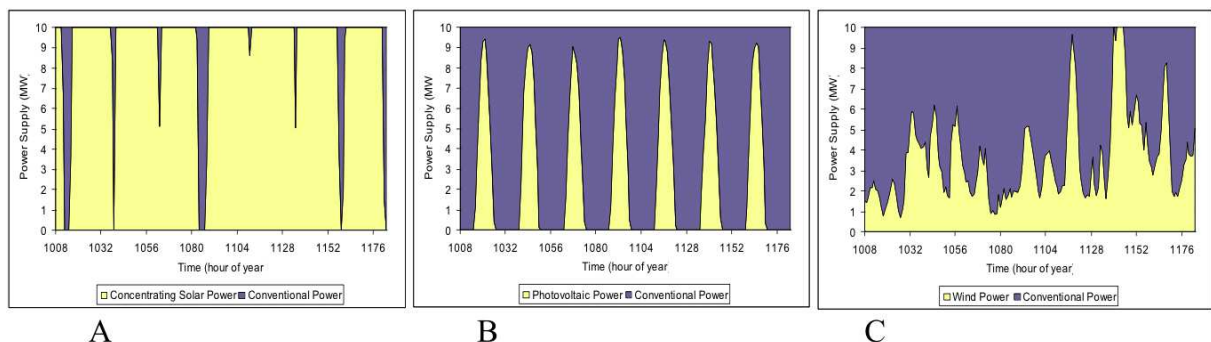 10
9
8
7
6
5
4
3
2
1
0
Power Supply (MW)
1008 1032 1056 1080 1104 1128 1152 1176
Time (hour of year
Concentrating Solar Power Conventional Power
10
9
8
7
6
5
4
3
2
1
0
Power Supply (MW)
1008 1032 1056 1080 1104 1128 1152 1176
Time (hour of year
Photovoltaic Power Conventional Power
10
9
8
7
6
5
4
3
2
1
0
Power Supply (MW)
1008 1032 1056 1080 1104 1128 1152 1176
Time (hour of year
Wind Power Conventional Power
A B C